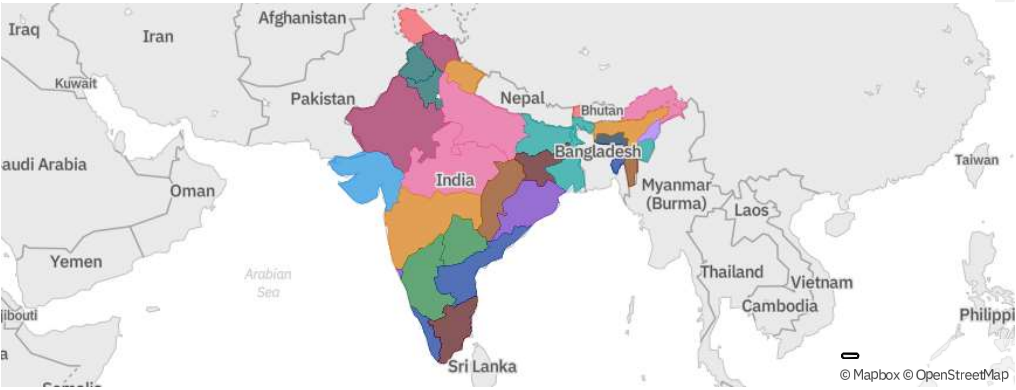 Afghanistan
Iraq
Iran
Kuwait
Pakistan
Nepal
Bhutan
Bangladesh
audi Arabia
Taiwan
India
Oman
Myanmar
(Burma)
Laos
Yemen
Arabian
Sea
Thailand
Vietnam
Cambodia
jibouti
Philippi
a
Sri Lanka
© Mapbox © OpenStreetMap